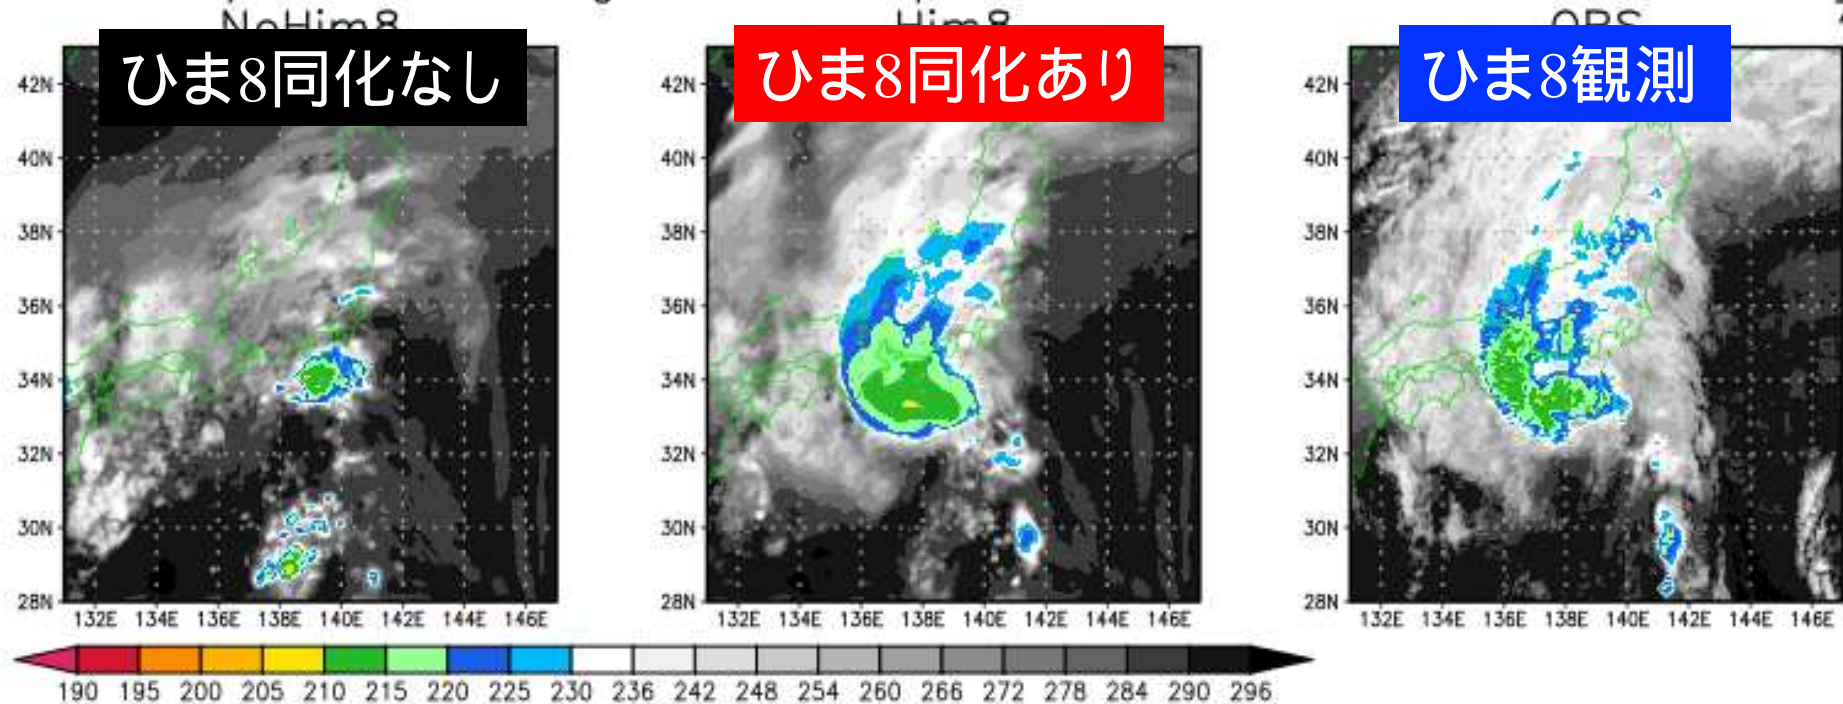 NoHim8 Him8 OBS
ひま8同化なし ひま8同化あり ひま8観測
42N 42N 42N
40N 40N 40N
38N 38N 38N
36N 36N 36N
34N 34N 34N
32N 32N 32N
30N 30N 30N
28N 28N 28N
132E 134E 136E 138E 140E 142E 144E 146E 132E 134E 136E 138E 140E 142E 144E 146E 132E 134E 136E 138E 140E 142E 144E 146E
190 195 200 205 210 215 220 225 230 236 242 248 254 260 266 272 278 284 290 296